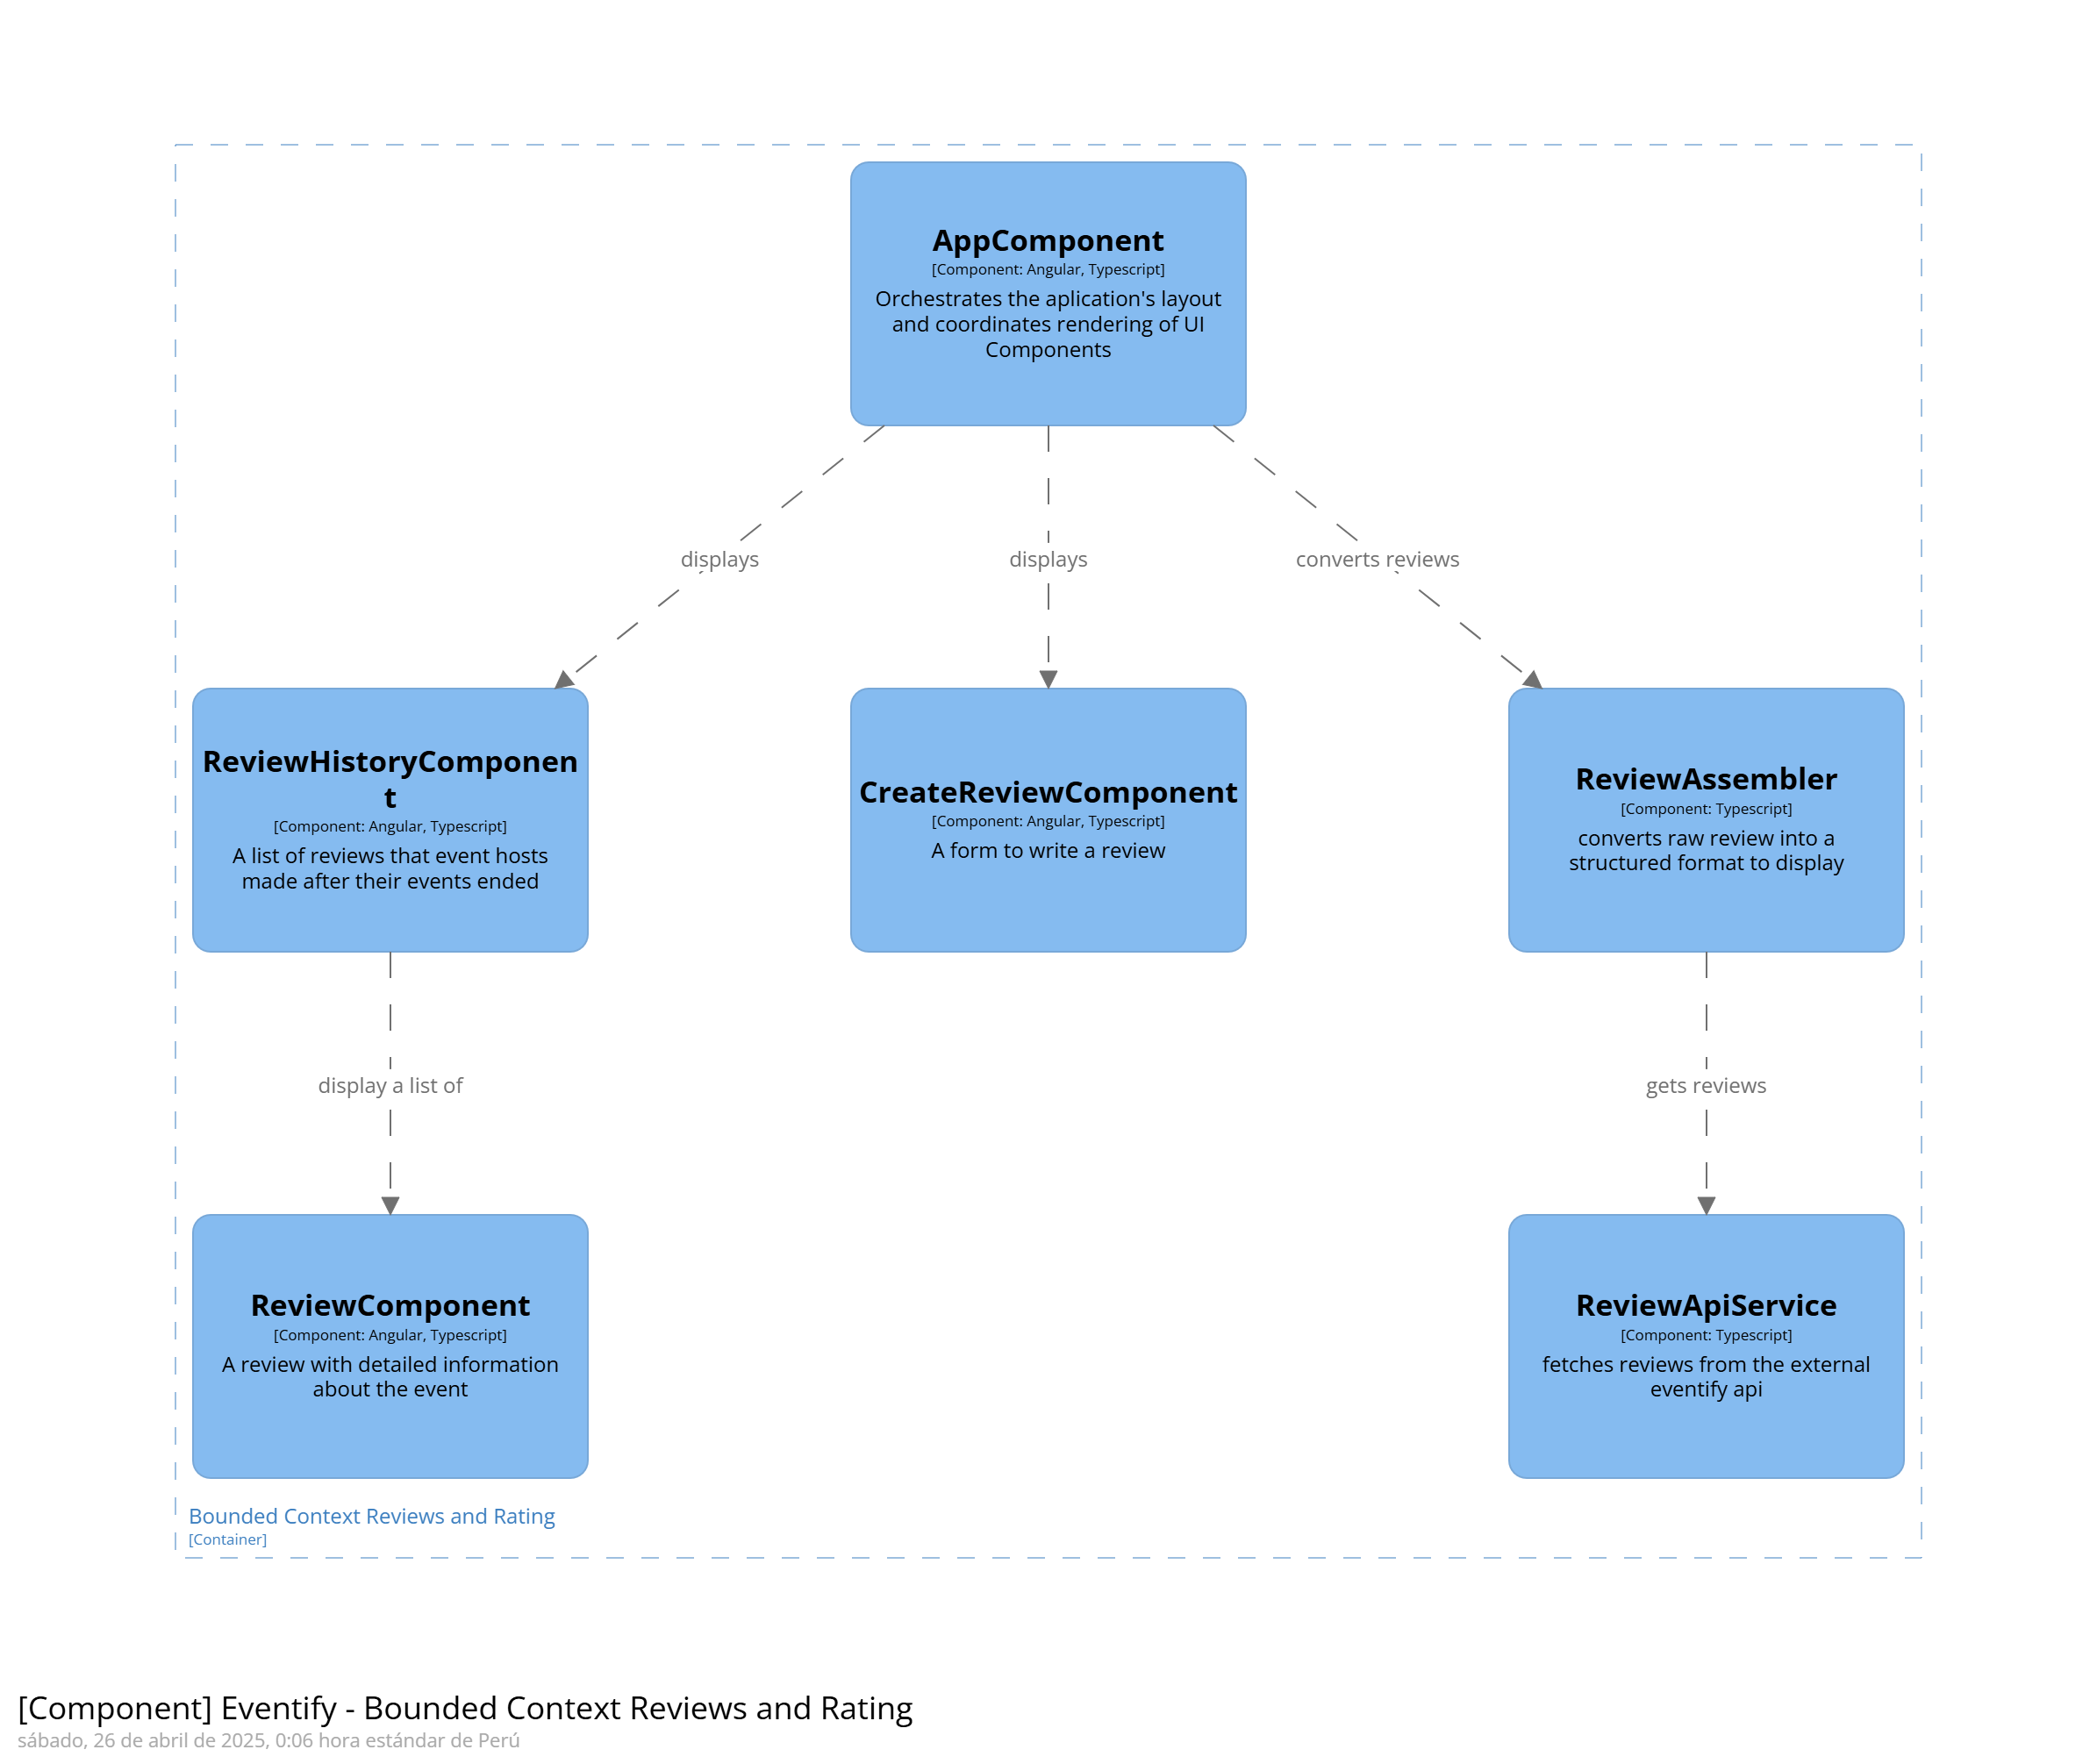 AppComponent
[Component: Angular, Typescript]
Orchestrates the aplication's layout
and coordinates rendering of UI
Components
displays
displays
converts reviews
ReviewHistoryComponen
t
[Component: Angular, Typescript]
A list of reviews that event hosts
made after their events ended
CreateReviewComponent
[Component: Angular, Typescript]
A form to write a review
ReviewAssembler
[Component: Typescript]
converts raw review into a
structured format to display
display a list of
gets reviews
ReviewComponent
[Component: Angular, Typescript]
A review with detailed information
about the event
ReviewApiService
[Component: Typescript]
fetches reviews from the external
eventify api
Bounded Context Reviews and Rating
[Container]
[Component] Eventify - Bounded Context Reviews and Rating
sábado, 26 de abril de 2025, 0:06 hora estándar de Perú